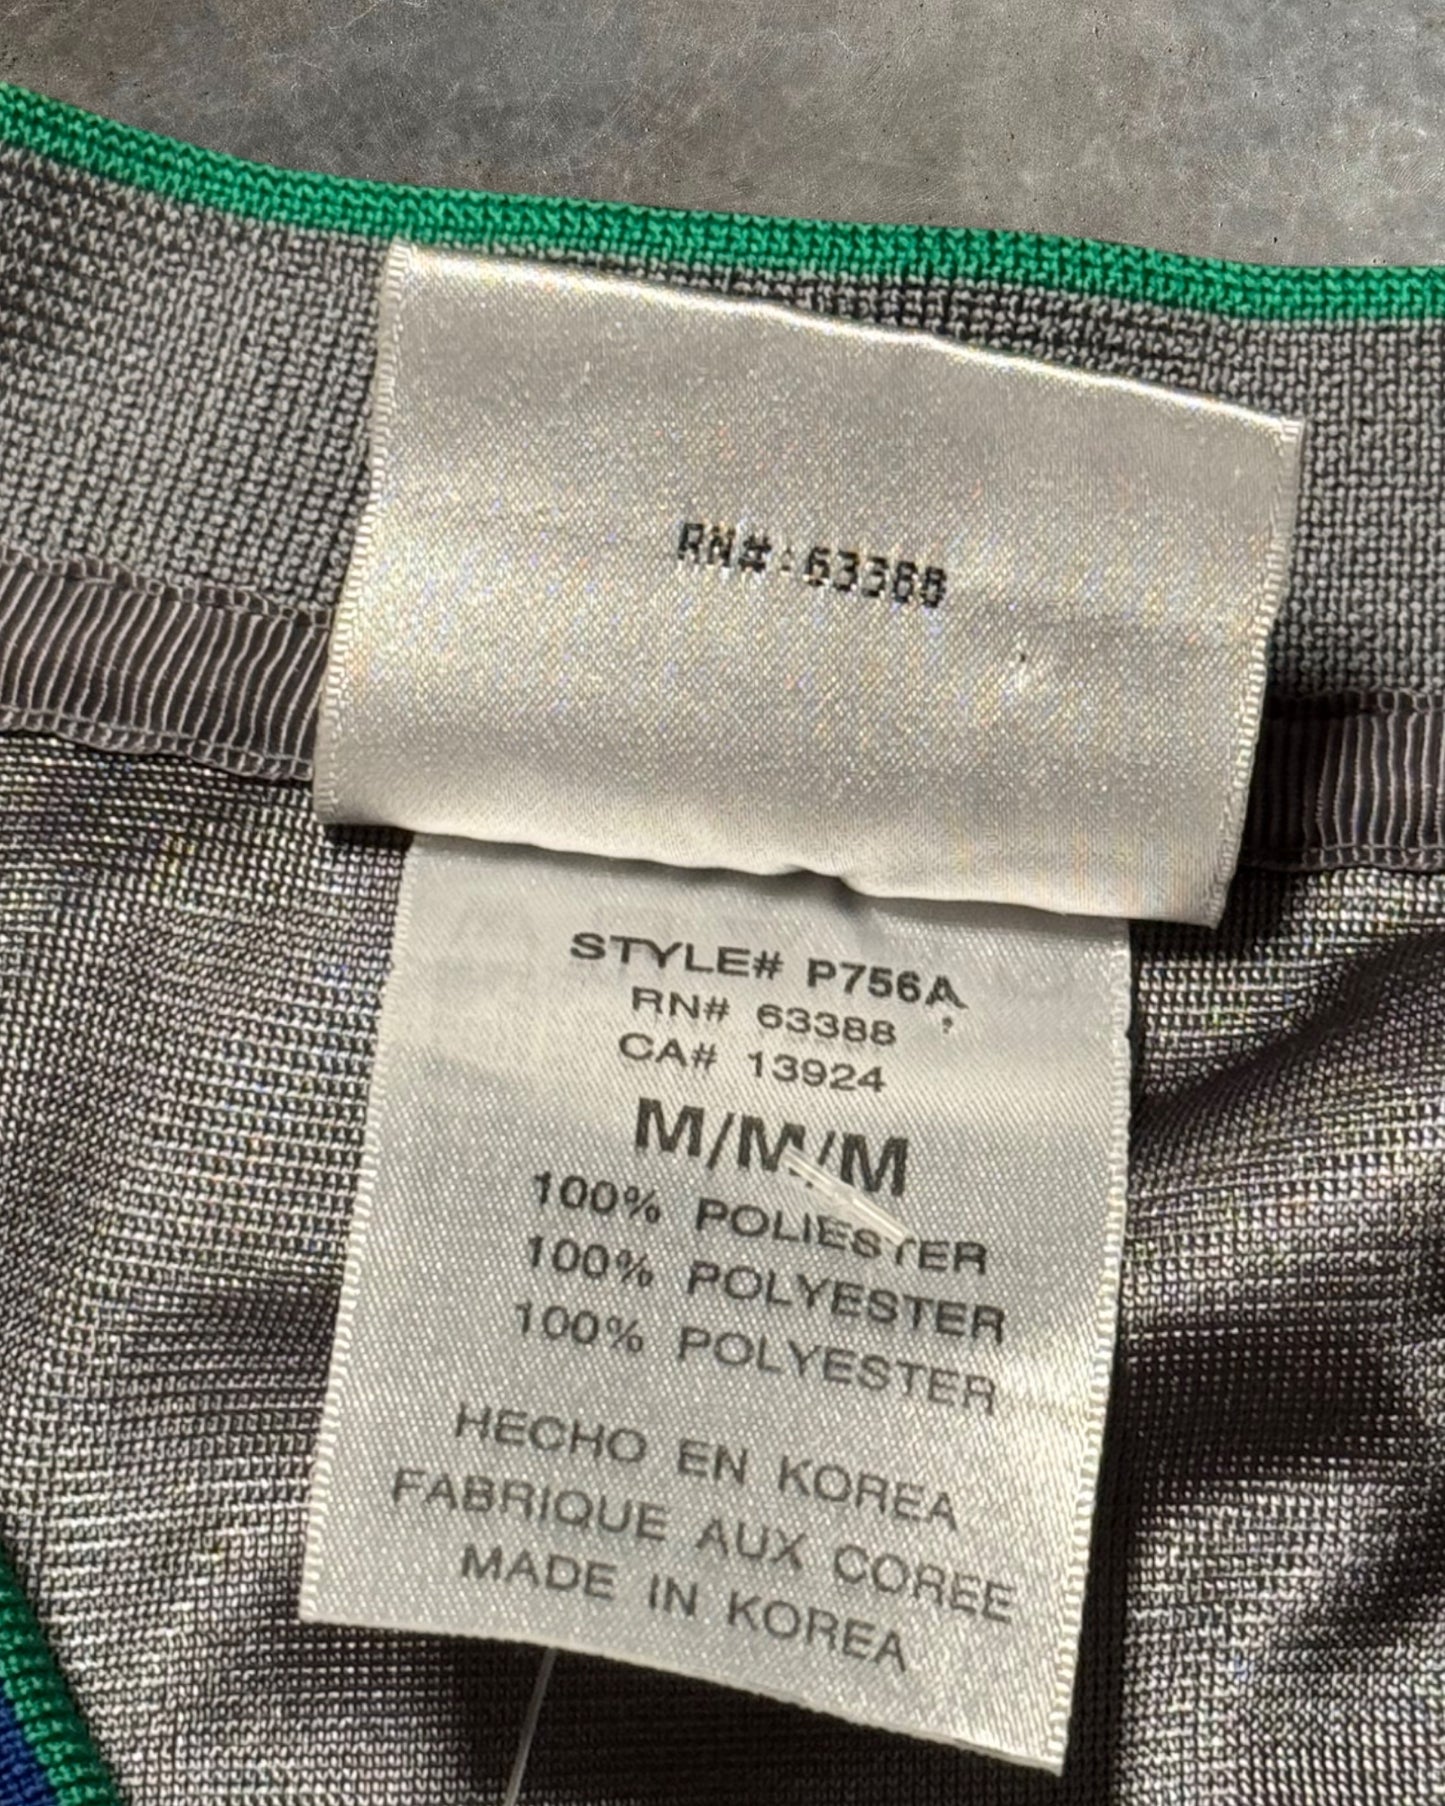 RN#:63388
STYLE# P756A
RN# 63388
CA# 13924
M/M/M
100% POLIESTER
100% POLYESTER
100% POLYESTER
HECHO EN KOREA
FABRIQUE AUX COREE
MADE IN KOREA